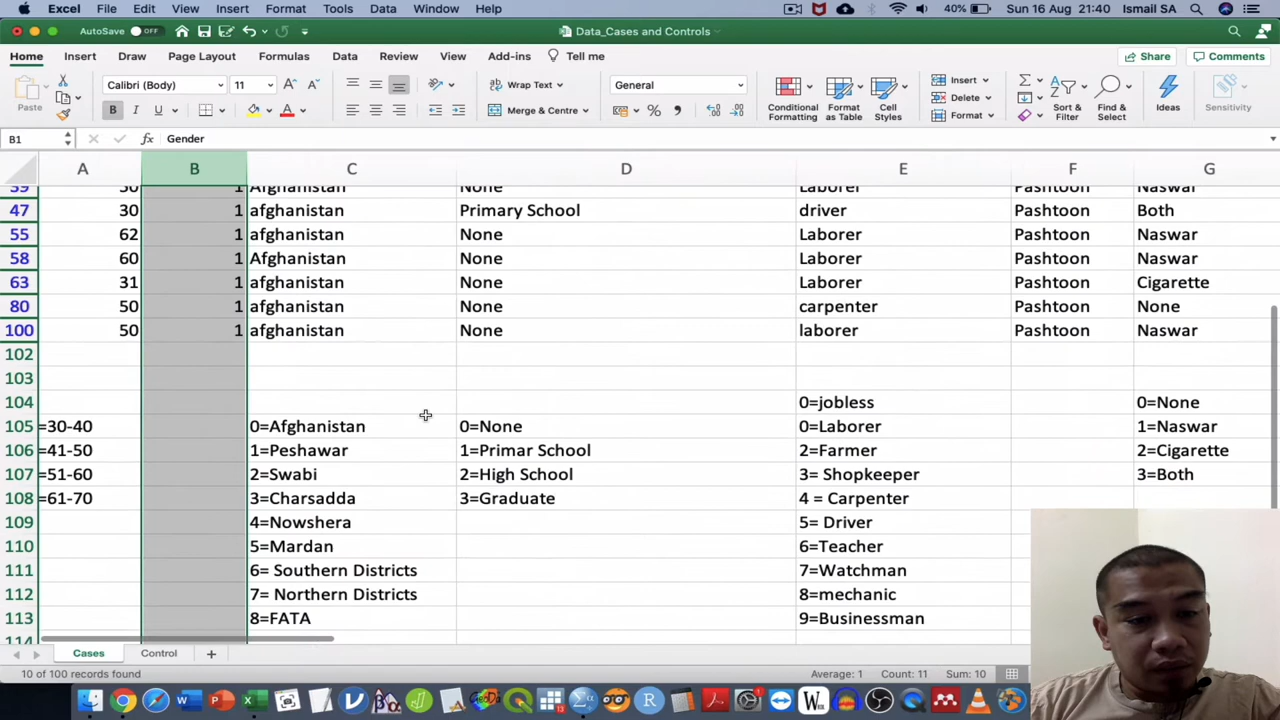 Excel File Edit View Insert Format Tools Data Window Help 40% Sun 16 Aug 21:40 Ismail SA
AutoSave OFF Data_Cases and Controls
Home Insert Draw Page Layout Formulas Data Review View Add-ins Tell me Share Comments
Paste Calibri (Body) 11 Wrap Text General Conditional Formatting Format as Table Cell Styles Insert Sort & Filter Find & Select Ideas Sensitivity
B I U Merge & Centre % Delete Format
B1 fx Gender
A B C D E F G
39 50 1 Afghanistan None Laborer Pashtoon Naswar
47 30 1 afghanistan Primary School driver Pashtoon Both
55 62 1 afghanistan None Laborer Pashtoon Naswar
58 60 1 Afghanistan None Laborer Pashtoon Naswar
63 31 1 afghanistan None Laborer Pashtoon Cigarette
80 50 1 afghanistan None carpenter Pashtoon None
100 50 1 afghanistan None laborer Pashtoon Naswar
102
103
104 0=jobless 0=None
105 =30-40 0=Afghanistan 0=None 0=Laborer 1=Naswar
106 =41-50 1=Peshawar 1=Primar School 2=Farmer 2=Cigarette
107 =51-60 2=Swabi 2=High School 3= Shopkeeper 3=Both
108 =61-70 3=Charsadda 3=Graduate 4 = Carpenter
109 4=Nowshera 5= Driver
110 5=Mardan 6=Teacher
111 6= Southern Districts 7=Watchman
112 7= Northern Districts 8=mechanic
113 8=FATA 9=Businessman
114
Cases Control
10 of 100 records found Average: 1 Count: 11 Sum: 10